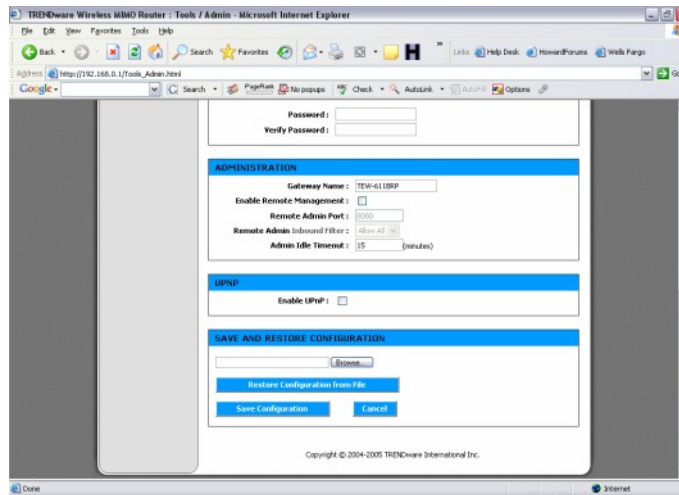 TRENDware Wireless MIMO Router : Tools / Admin - Microsoft Internet Explorer
File Edit View Favorites Tools Help
Back Search Favorites Links Help Desk HowardForums Wells Fargo
Address http://192.168.0.1/Tools_Admin.html Go
Google Search PageRank No popups Check AutoLink AutoFill Options
Password :
Verify Password :
ADMINISTRATION
Gateway Name : TEW-611BRP
Enable Remote Management :
Remote Admin Port : 8080
Remote Admin Inbound Filter : Allow All
Admin Idle Timeout : 15 (minutes)
UPNP
Enable UPnP :
SAVE AND RESTORE CONFIGURATION
Browse...
Restore Configuration from File
Save Configuration Cancel
Copyright © 2004-2005 TRENDware International Inc.
Done Internet